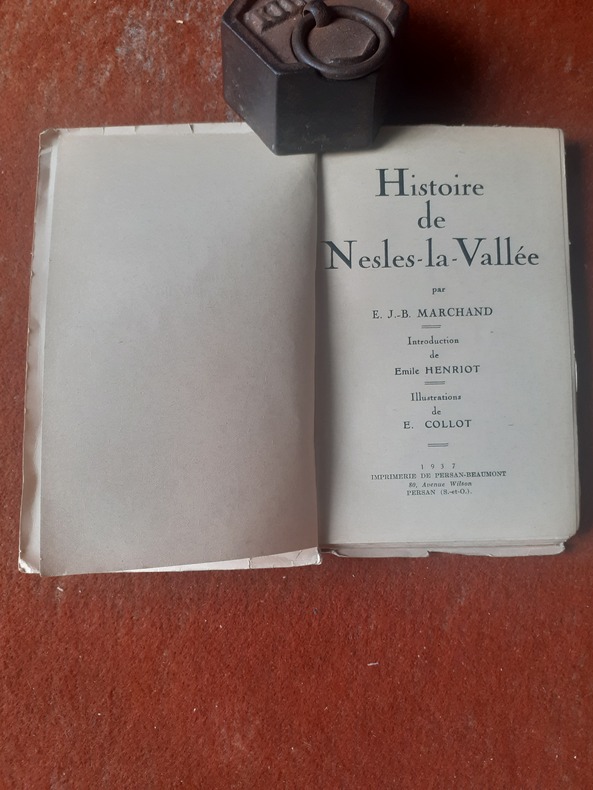 Histoire
de
Nesles-la-Vallée
par
E. J.-B. MARCHAND
Introduction
de
Emile HENRIOT
Illustrations
de
E. COLLOT
1937
IMPRIMERIE DE PERSAN-BEAUMONT
80, Avenue Wilson
PERSAN (S.-et-O.).